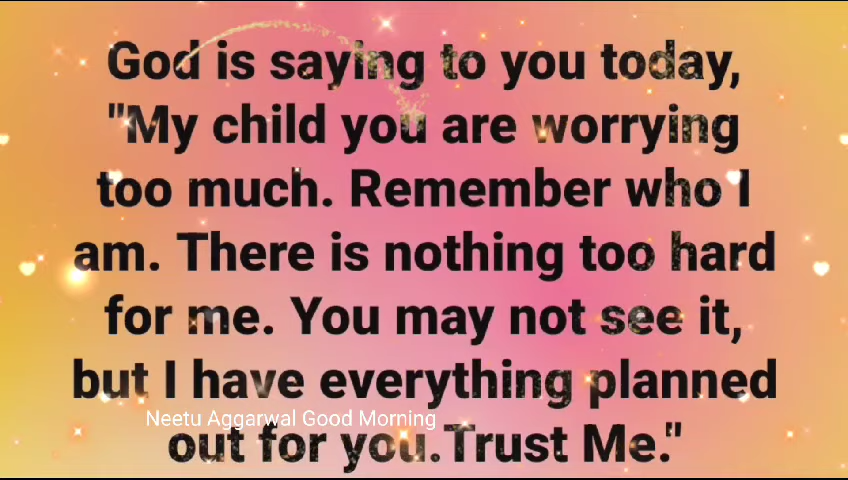 God is saying to you today,
"My child you are worrying
too much. Remember who I
am. There is nothing too hard
for me. You may not see it,
but I have everything planned
Neetu Aggarwal Good Morning
out for you.Trust Me."